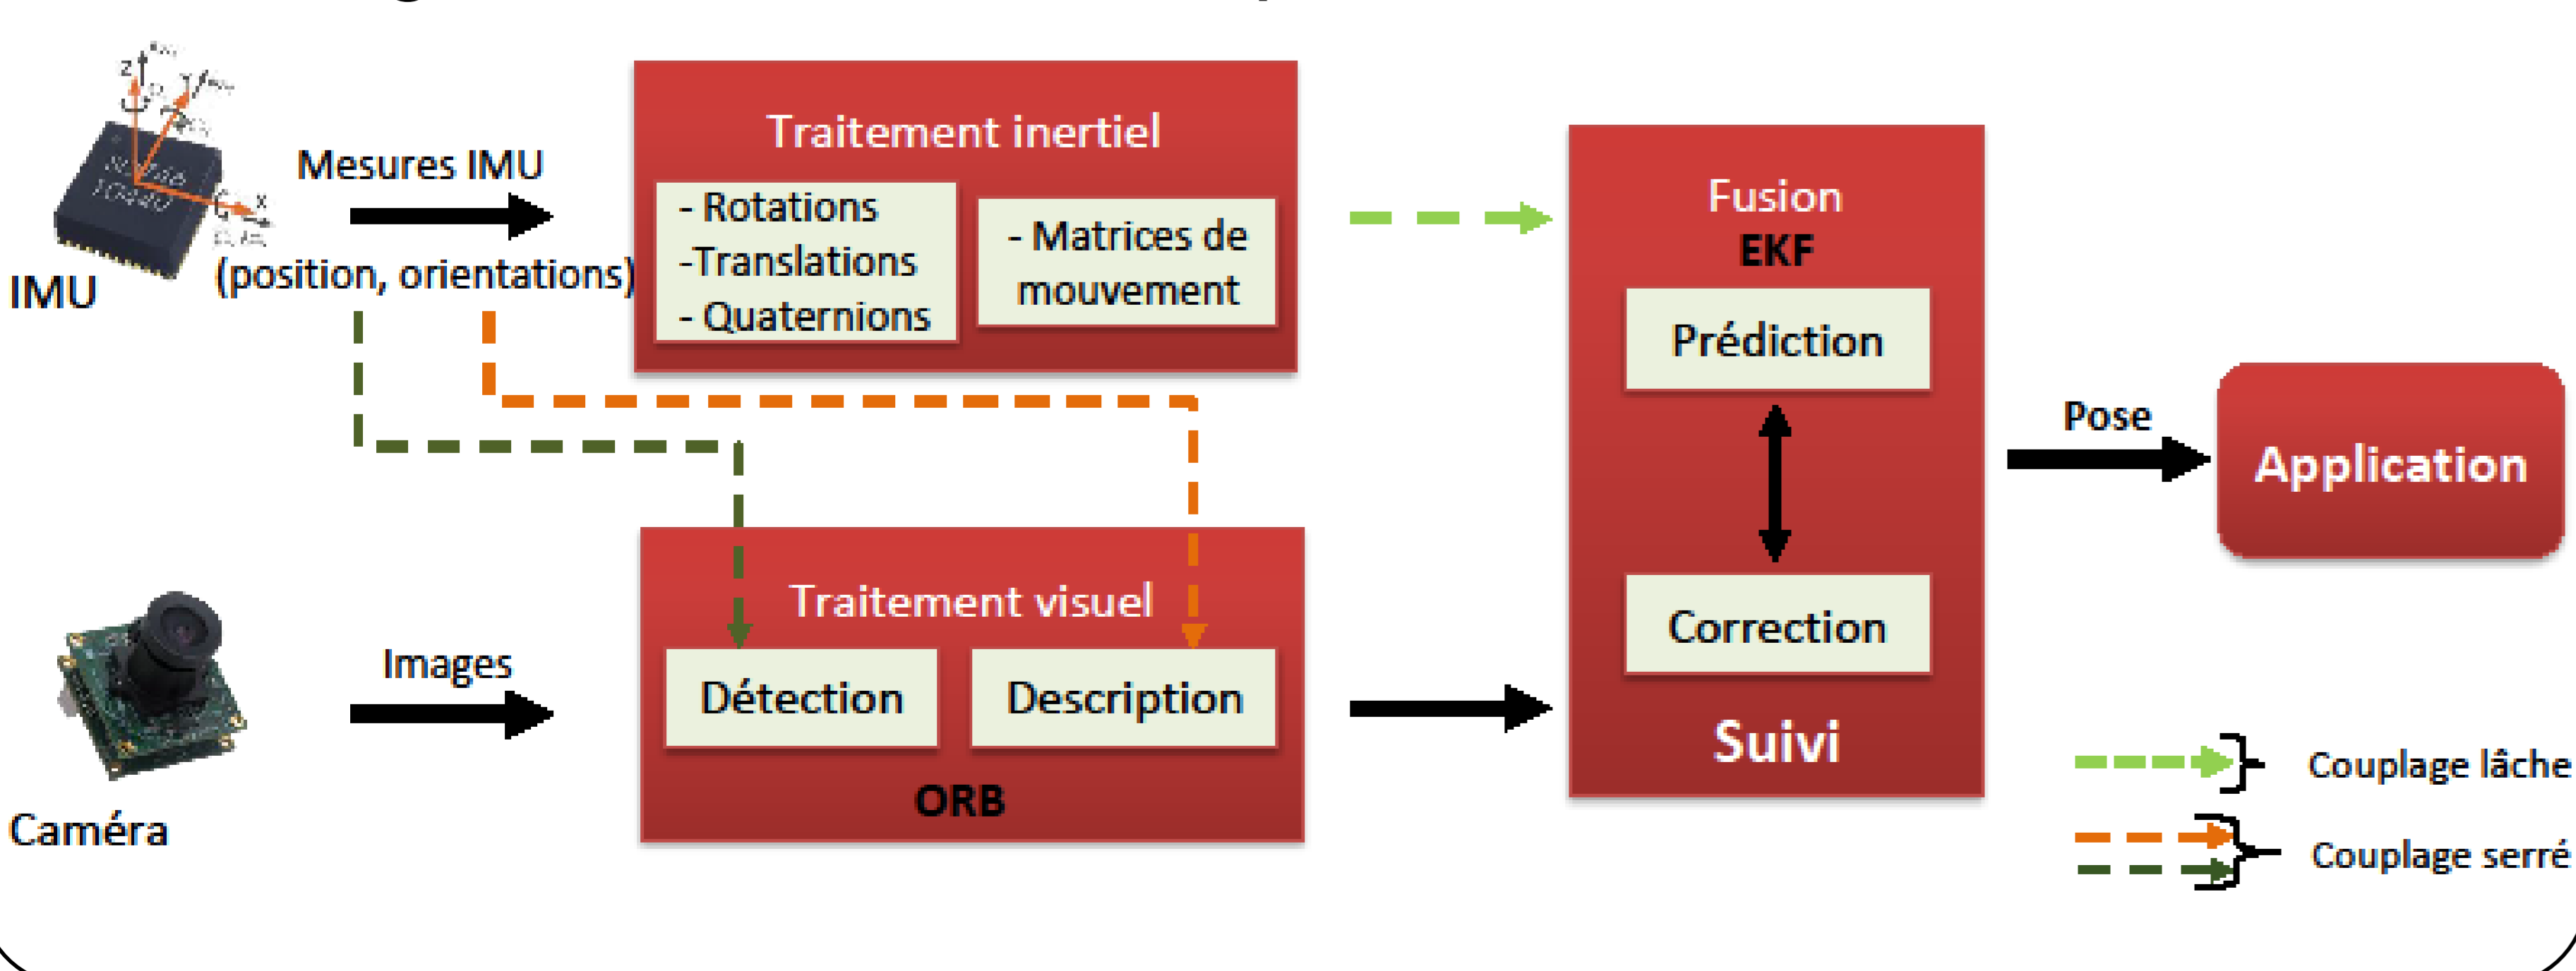 IMU
Mesures IMU
(position, orientations)
Traitement inertiel
- Rotations
-Translations
- Quaternions
- Matrices de
mouvement
Caméra
Images
Traitement visuel
Détection
Description
ORB
Fusion
EKF
Prédiction
Correction
Suivi
Pose
Application
Couplage lâche
Couplage serré
Z
X